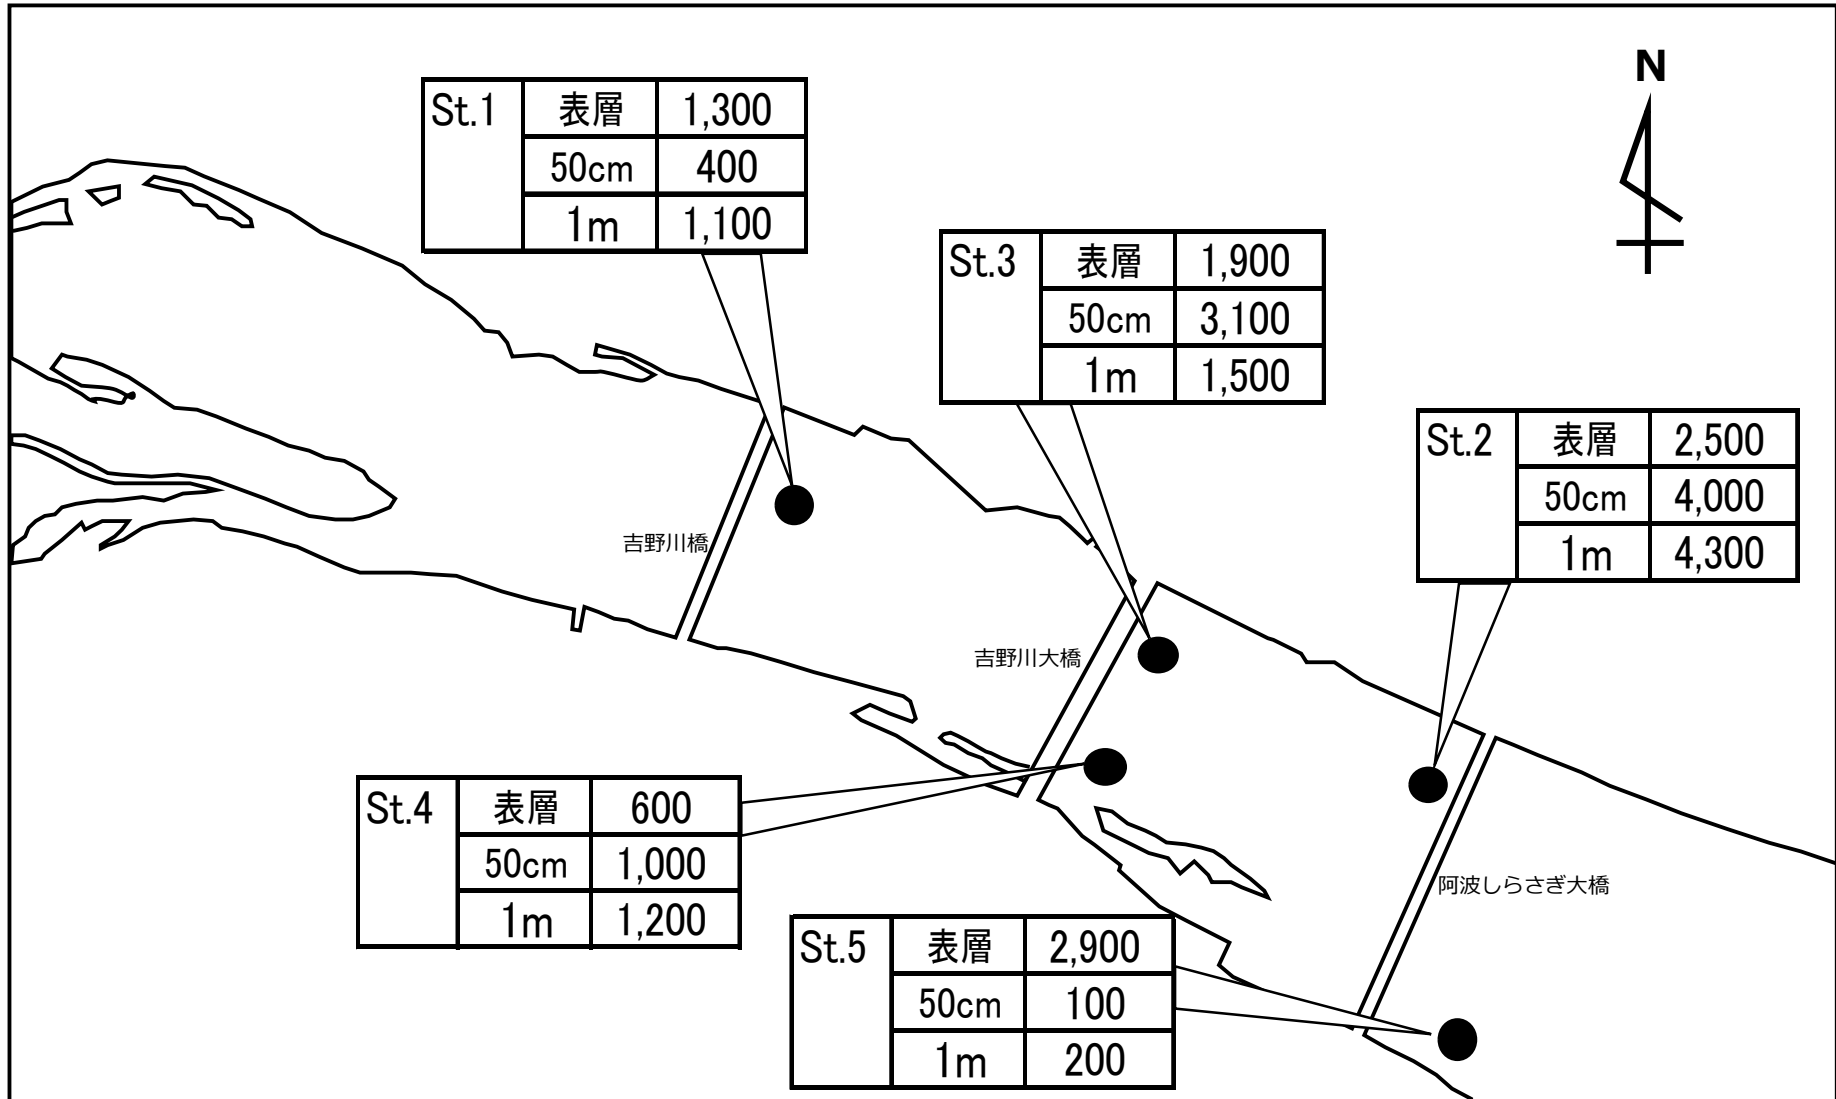 N
St.1 表層 1,300
50cm 400
1m 1,100
St.3 表層 1,900
50cm 3,100
1m 1,500
St.2 表層 2,500
50cm 4,000
1m 4,300
吉野川橋
吉野川大橋
St.4 表層 600
50cm 1,000
1m 1,200
阿波しらさぎ大橋
St.5 表層 2,900
50cm 100
1m 200